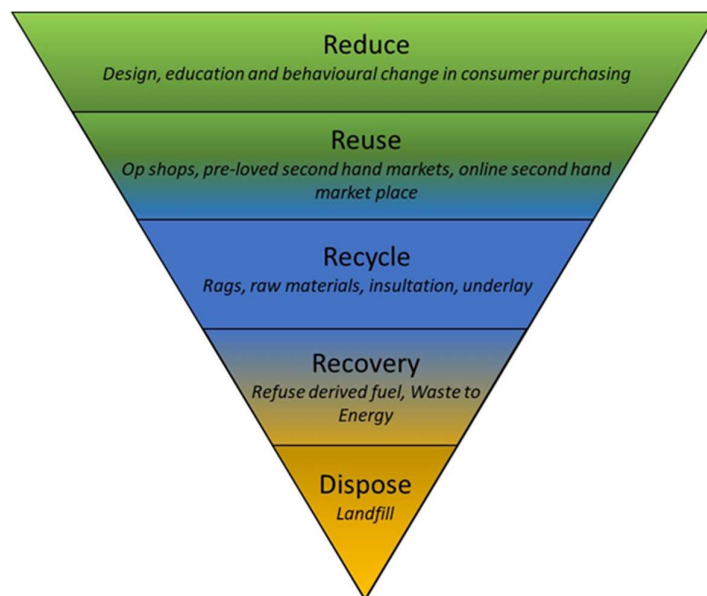 Reduce
Design, education and behavioural change in consumer purchasing
Reuse
Op shops, pre-loved second hand markets, online second hand
market place
Recycle
Rags, raw materials, insultation, underlay
Recovery
Refuse derived fuel, Waste to
Energy
Dispose
Landfill